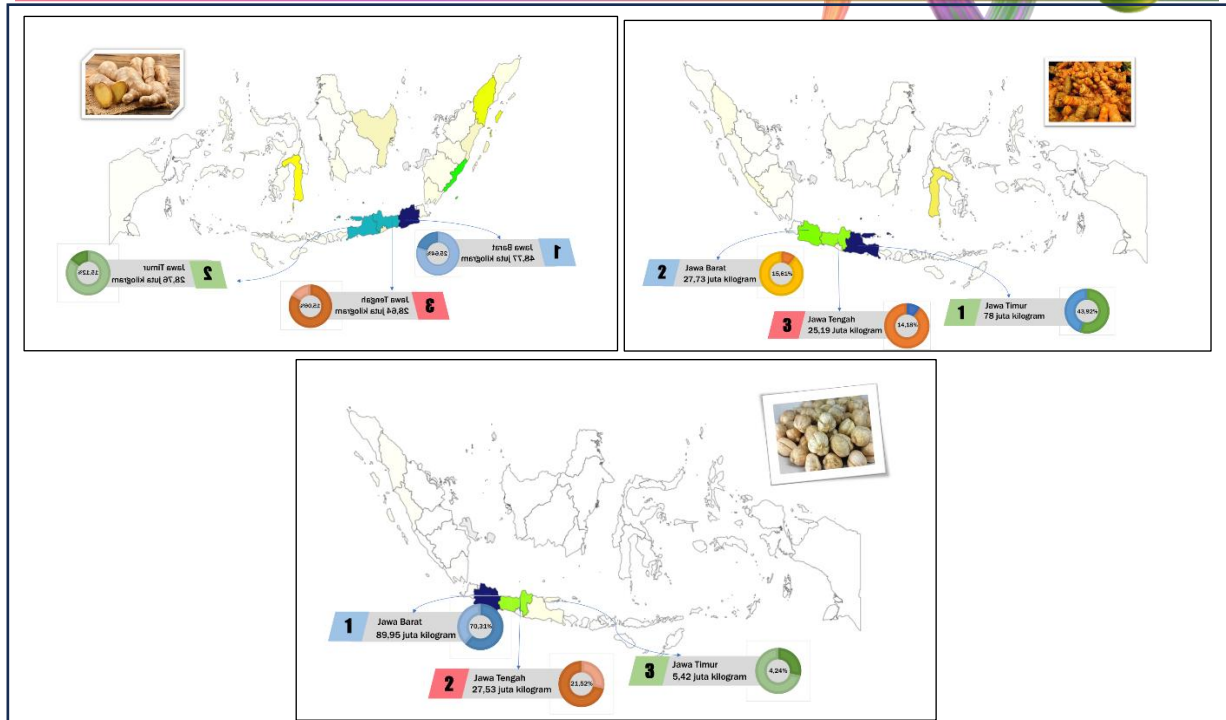 1
Jawa Barat
48,77 juta kilogram
25,64%
2
Jawa Timur
28,76 juta kilogram
15,12%
3
Jawa Tengah
28,64 juta kilogram
15,06%
2
Jawa Barat
27,73 juta kilogram
15,61%
3
Jawa Tengah
25,19 juta kilogram
14,18%
1
Jawa Timur
78 juta kilogram
43,92%
1
Jawa Barat
89,95 juta kilogram
70,31%
2
Jawa Tengah
27,53 juta kilogram
21,52%
3
Jawa Timur
5,42 juta kilogram
4,24%